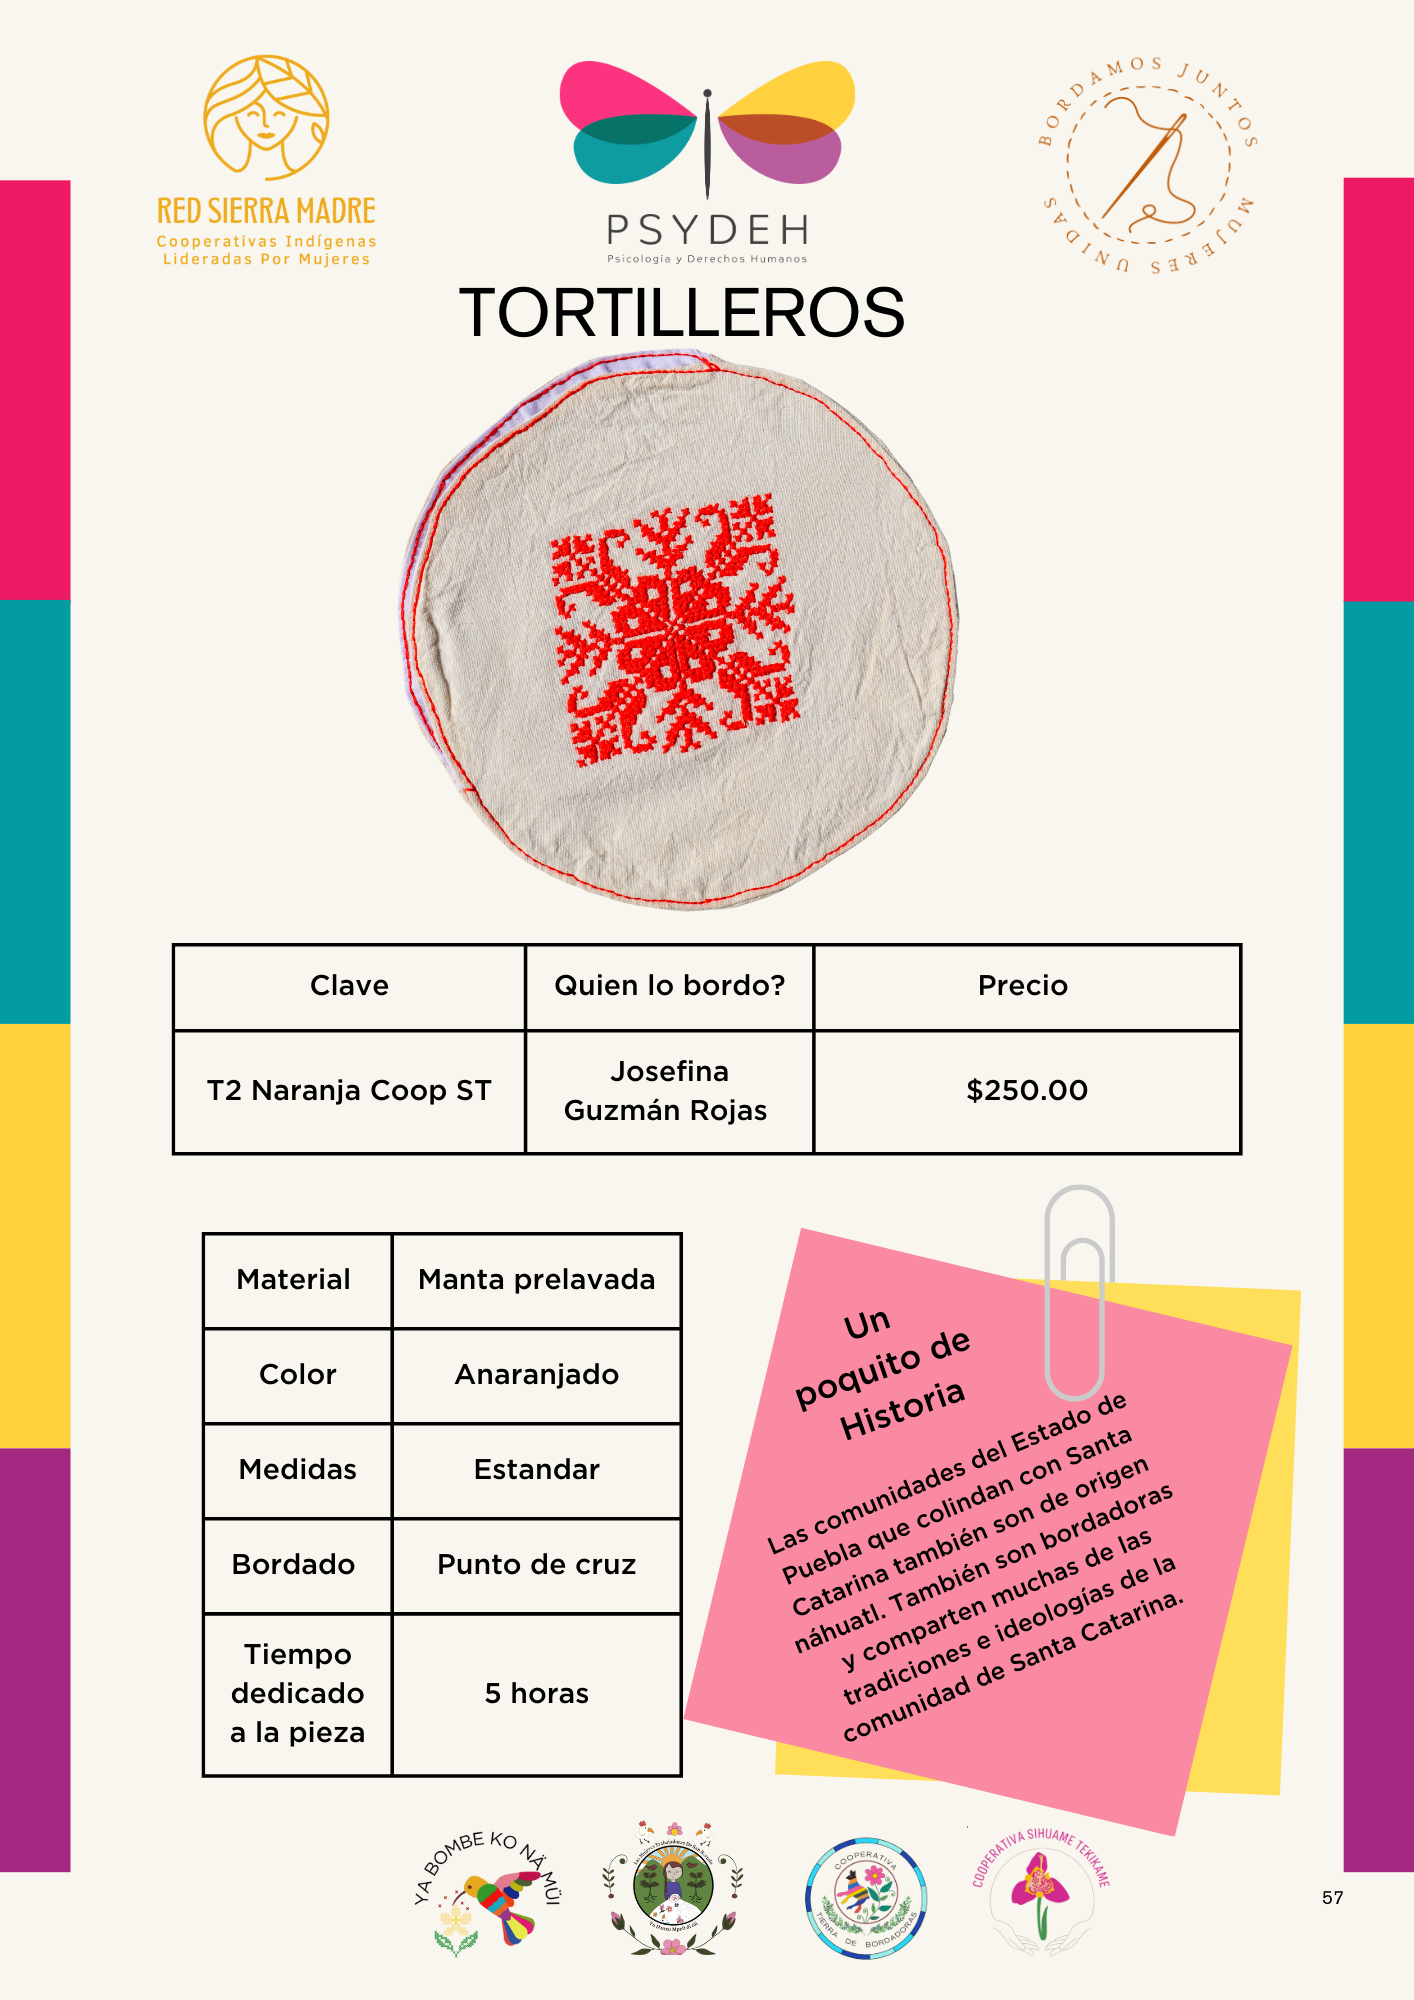 RED SIERRA MADRE
Cooperativas Indígenas
Lideradas Por Mujeres
PSYDEH
Psicología y Derechos Humanos
BORDAMOS JUNTOS
MUJERES UNIDAS
TORTILLEROS
Clave
Quien lo bordo?
Precio
T2 Naranja Coop ST
Josefina
Guzmán Rojas
$250.00
Material
Manta prelavada
Color
Anaranjado
Medidas
Estandar
Bordado
Punto de cruz
Tiempo
dedicado
a la pieza
5 horas
Un
poquito de
Historia
Las comunidades del Estado de
Puebla que colindan con Santa
Catarina también son de origen
náhuatl. También son bordadoras
y comparten muchas de las
tradiciones e ideologías de la
comunidad de Santa Catarina.
YA BOMBE KO NÄ MÜI
COOPERATIVA
TIERRA DE BORDADORAS
COOPERATIVA SIHUAME TEKIKAME
57